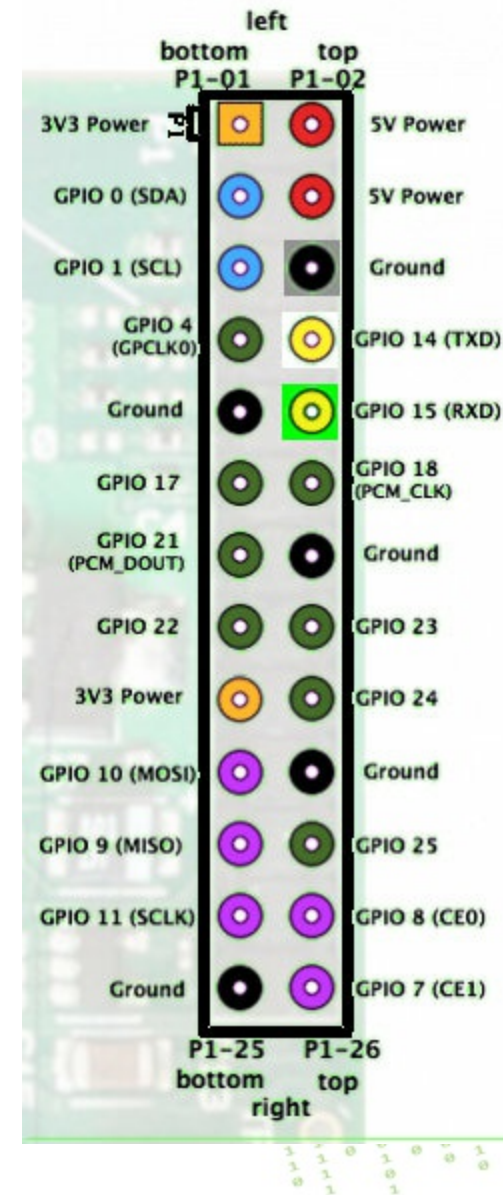 left
bottom top
P1-01 P1-02
3V3 Power P1 5V Power
GPIO 0 (SDA) 5V Power
GPIO 1 (SCL) Ground
GPIO 4
(GPCLK0) GPIO 14 (TXD)
Ground GPIO 15 (RXD)
GPIO 17 GPIO 18
(PCM_CLK)
GPIO 21
(PCM_DOUT) Ground
GPIO 22 GPIO 23
3V3 Power GPIO 24
GPIO 10 (MOSI) Ground
GPIO 9 (MISO) GPIO 25
GPIO 11 (SCLK) GPIO 8 (CE0)
Ground GPIO 7 (CE1)
P1-25 P1-26
bottom top
right